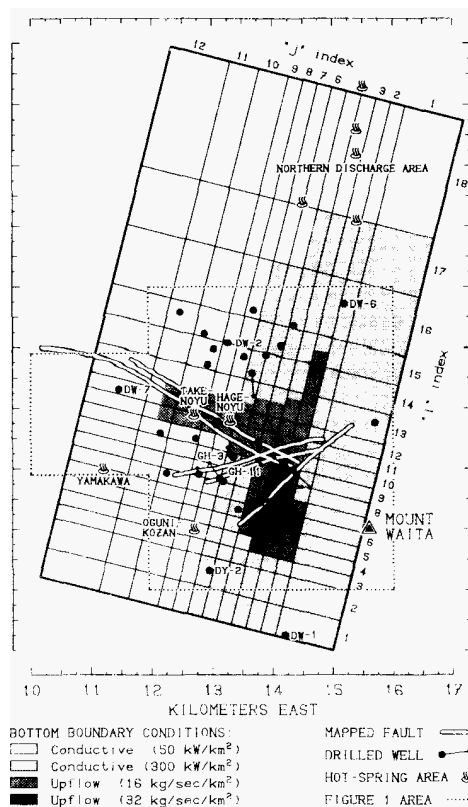 "J" index
12 11 10 9 8 7 6 3 2 1
NORTHERN DISCHARGE AREA
18
17
DW-6
16
DW-2
15
"I" index
14
DW-7
TAKE NOYU
HAGE NOYU
13
12
GH-3
11
GH-11
10
YAMAKAWA
9
8
OGUNI KOZAN
MOUNT WAITA
6
5
4
DY-2
3
2
DW-1
1
10 11 12 13 14 15 16 17
KILOMETERS EAST
BOTTOM BOUNDARY CONDITIONS:
Conductive (50 kW/km²)
Conductive (300 kW/km²)
Upflow (16 kg/sec/km²)
Upflow (32 kg/sec/km²)
MAPPED FAULT
DRILLED WELL
HOT-SPRING AREA
FIGURE 1 AREA